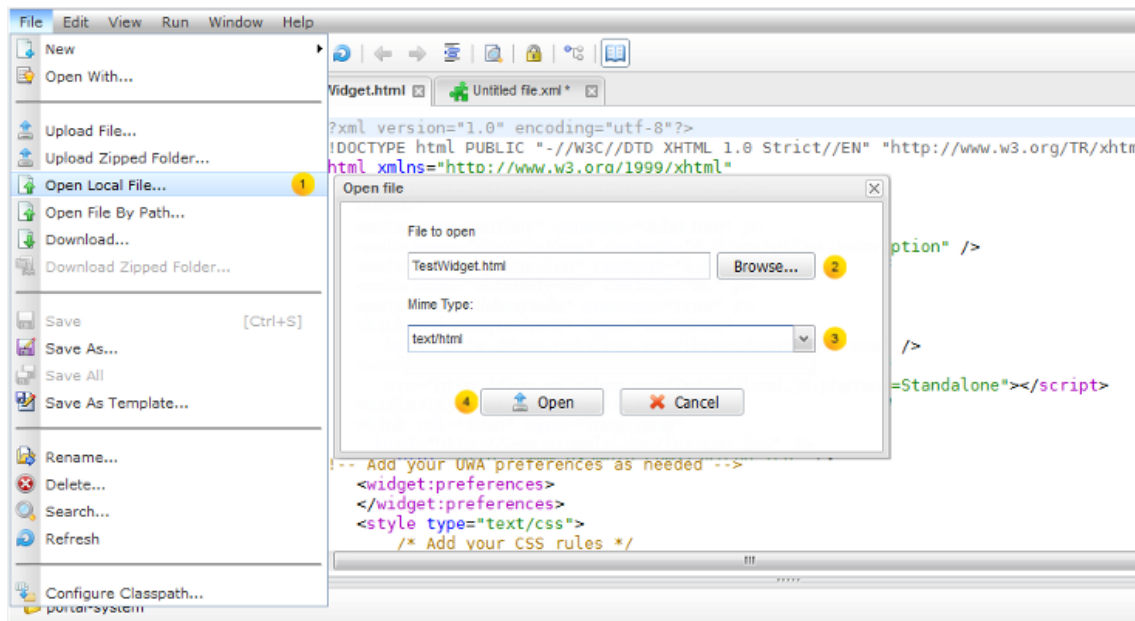 File Edit View Run Window Help
New
Open With...
Upload File...
Upload Zipped Folder...
Open Local File... 1
Open File By Path...
Download...
Download Zipped Folder...
Save [Ctrl+S]
Save As...
Save All
Save As Template...
Rename...
Delete...
Search...
Refresh
Configure Classpath...
portal-system
Widget.html Untitled file.xml *
?xml version="1.0" encoding="utf-8"?>
!DOCTYPE html PUBLIC "-//W3C//DTD XHTML 1.0 Strict//EN" "http://www.w3.org/TR/xhtm
html xmlns="http://www.w3.org/1999/xhtml"
Open file
File to open
TestWidget.html Browse... 2
Mime Type:
text/html 3
4 Open Cancel
ption" />
/>
=Standalone"></script>
!-- Add your UWA preferences as needed -->
<widget:preferences>
</widget:preferences>
<style type="text/css">
/* Add your CSS rules */